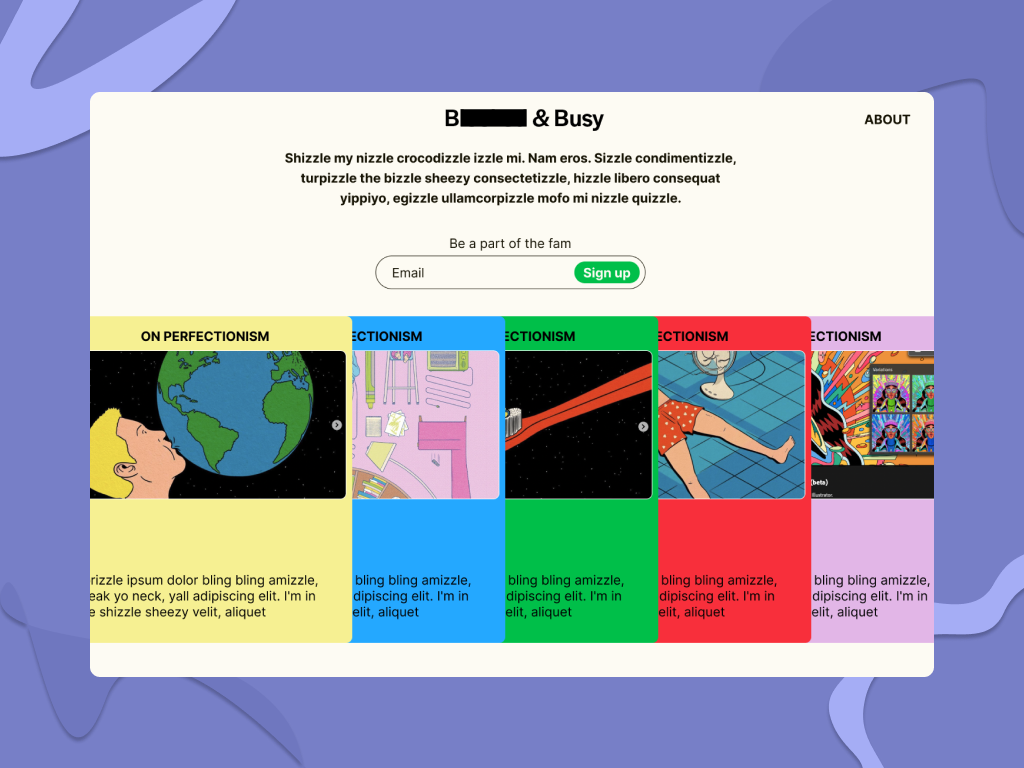 B & Busy
ABOUT
Shizzle my nizzle crocodizzle izzle mi. Nam eros. Sizzle condimentizzle,
turpizzle the bizzle sheezy consectetizzle, hizzle libero consequat
yippiyo, egizzle ullamcorpizzle mofo mi nizzle quizzle.
Be a part of the fam
Email
Sign up
ON PERFECTIONISM
rizzle ipsum dolor bling bling amizzle,
eak yo neck, yall adipiscing elit. I'm in
e shizzle sheezy velit, aliquet
ECTIONISM
bling bling amizzle,
dipiscing elit. I'm in
elit, aliquet
ECTIONISM
bling bling amizzle,
dipiscing elit. I'm in
elit, aliquet
ECTIONISM
bling bling amizzle,
dipiscing elit. I'm in
elit, aliquet
ECTIONISM
Variations
(beta)
Illustrator.
bling bling amizzle,
dipiscing elit. I'm in
elit, aliquet